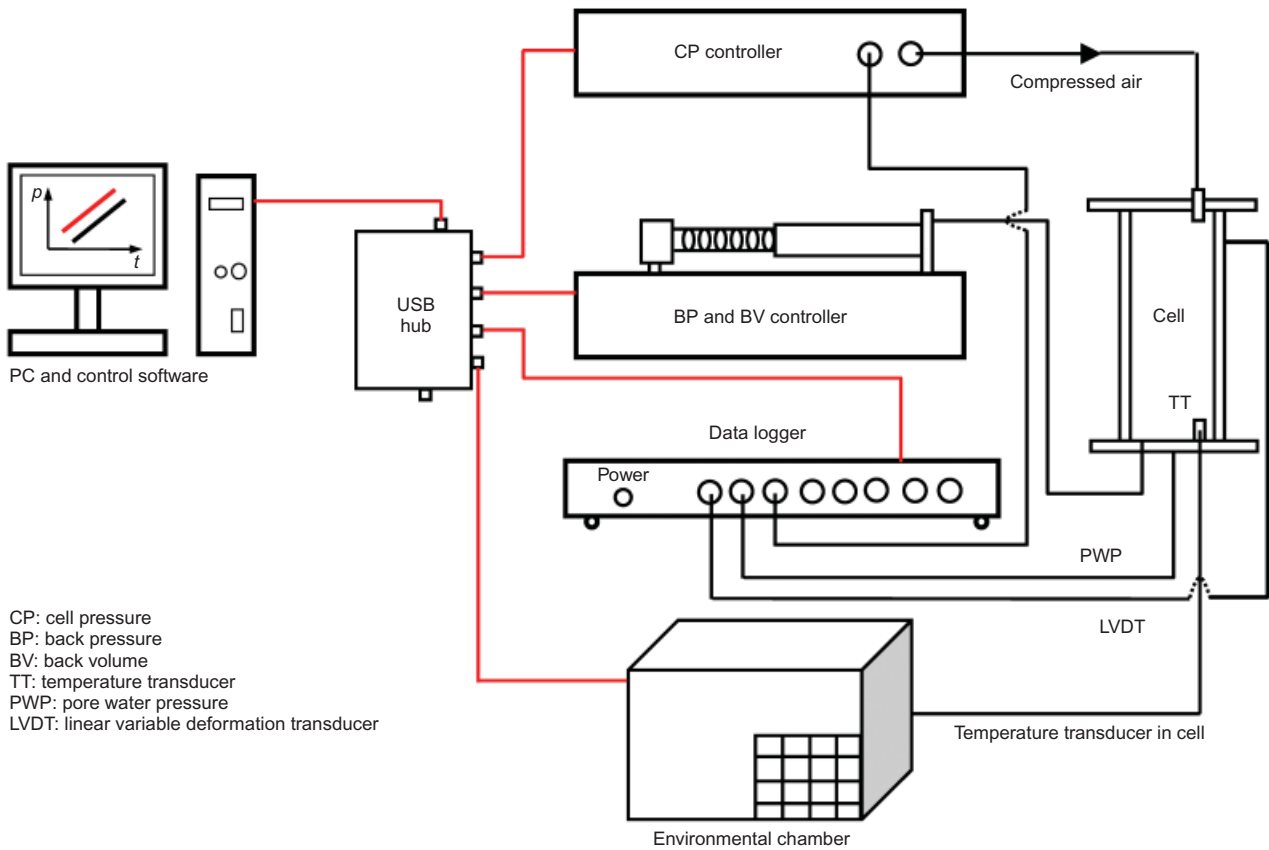 CP controller
Compressed air
p
t
USB
hub
BP and BV controller
Cell
PC and control software
TT
Data logger
Power
PWP
LVDT
CP: cell pressure
BP: back pressure
BV: back volume
TT: temperature transducer
PWP: pore water pressure
LVDT: linear variable deformation transducer
Temperature transducer in cell
Environmental chamber